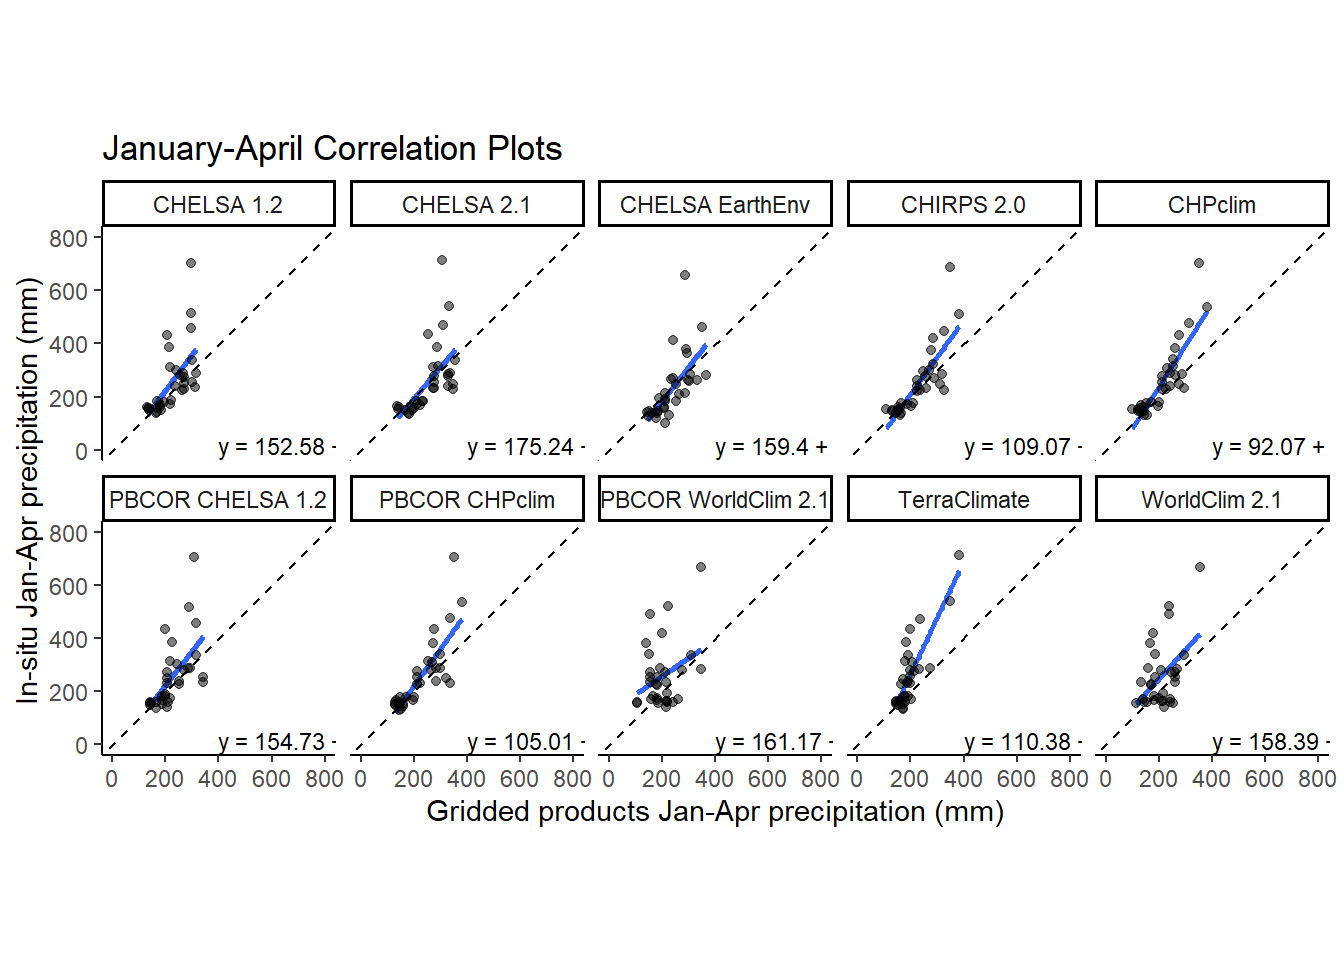 January-April Correlation Plots
CHELSA 1.2 CHELSA 2.1 CHELSA EarthEnv CHIRPS 2.0 CHPclim
800
600
400
200
0
y = 152.58 - y = 175.24 - y = 159.4 + y = 109.07 - y = 92.07 +
PBCOR CHELSA 1.2 PBCOR CHPclim PBCOR WorldClim 2.1 TerraClimate WorldClim 2.1
800
600
400
200
0
y = 154.73 - y = 105.01 - y = 161.17 - y = 110.38 - y = 158.39 -
0 200 400 600 800 0 200 400 600 800 0 200 400 600 800 0 200 400 600 800 0 200 400 600 800
Gridded products Jan-Apr precipitation (mm)
In-situ Jan-Apr precipitation (mm)